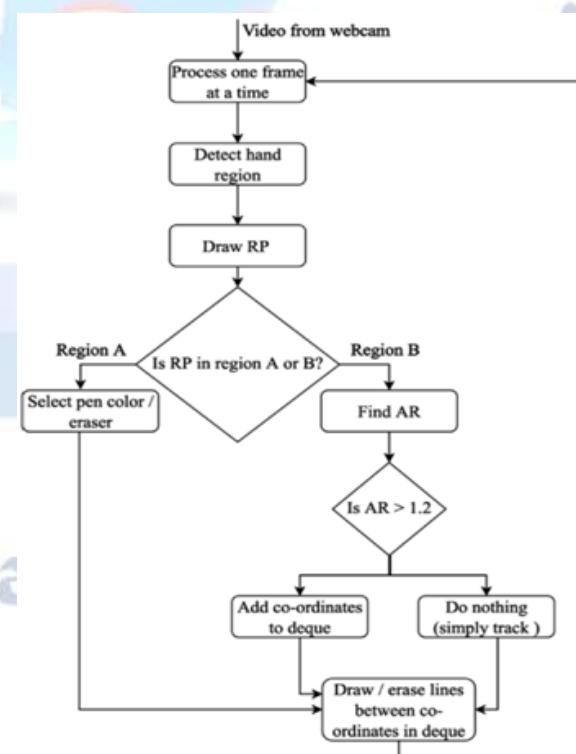 Video from webcam
Process one frame
at a time
Detect hand
region
Draw RP
Is RP in region A or B?
Region A
Region B
Select pen color /
eraser
Find AR
Is AR > 1.2
Add co-ordinates
to deque
Do nothing
(simply track )
Draw / erase lines
between co-
ordinates in deque